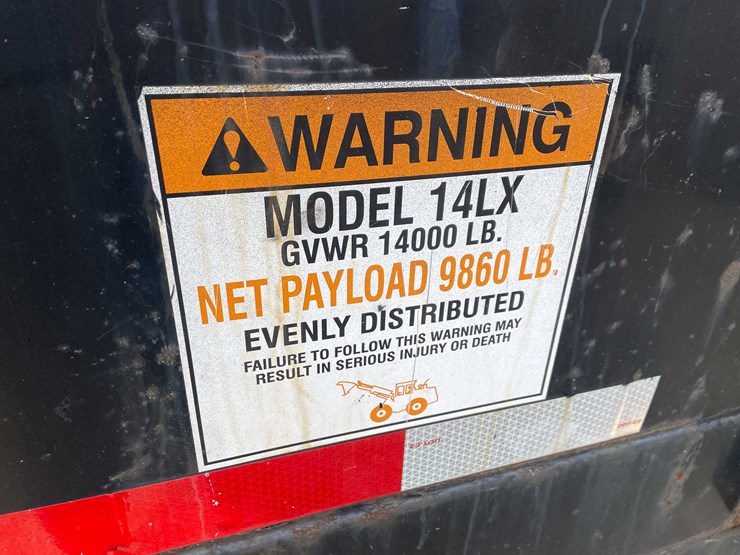 WARNING
MODEL 14LX
GVWR 14000 LB.
NET PAYLOAD 9860 LB.
EVENLY DISTRIBUTED
FAILURE TO FOLLOW THIS WARNING MAY
RESULT IN SERIOUS INJURY OR DEATH